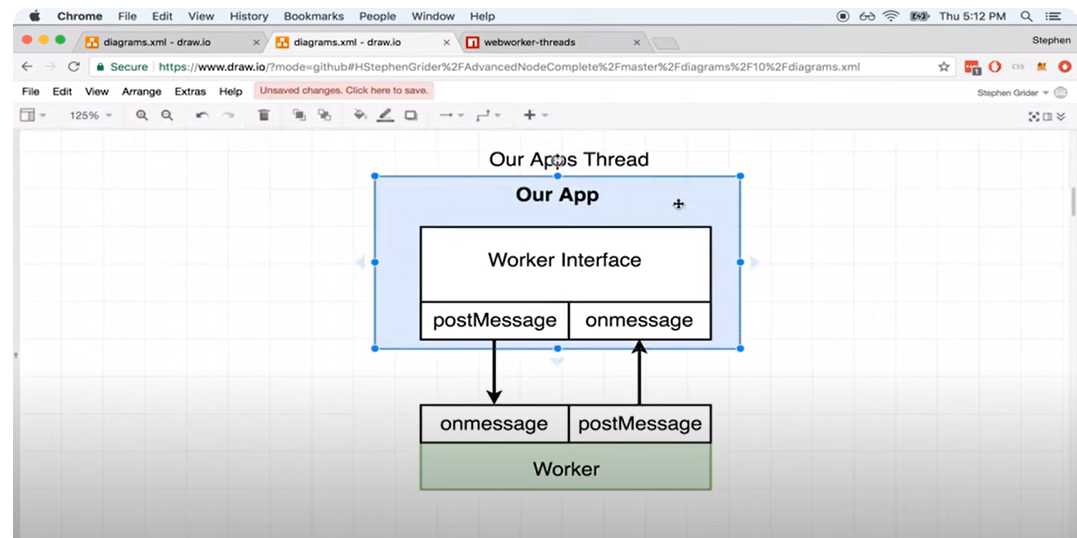 Chrome File Edit View History Bookmarks People Window Help Thu 5:12 PM
diagrams.xml - draw.io × diagrams.xml - draw.io × webworker-threads × Stephen
Secure https://www.draw.io/?mode=github#HStephenGrider%2FAdvancedNodeComplete%2Fmaster%2Fdiagrams%2F10%2Fdiagrams.xml 1 CSS
File Edit View Arrange Extras Help Unsaved changes. Click here to save. Stephen Grider
125%
Our Apps Thread
Our App
Worker Interface
postMessage onmessage
onmessage postMessage
Worker